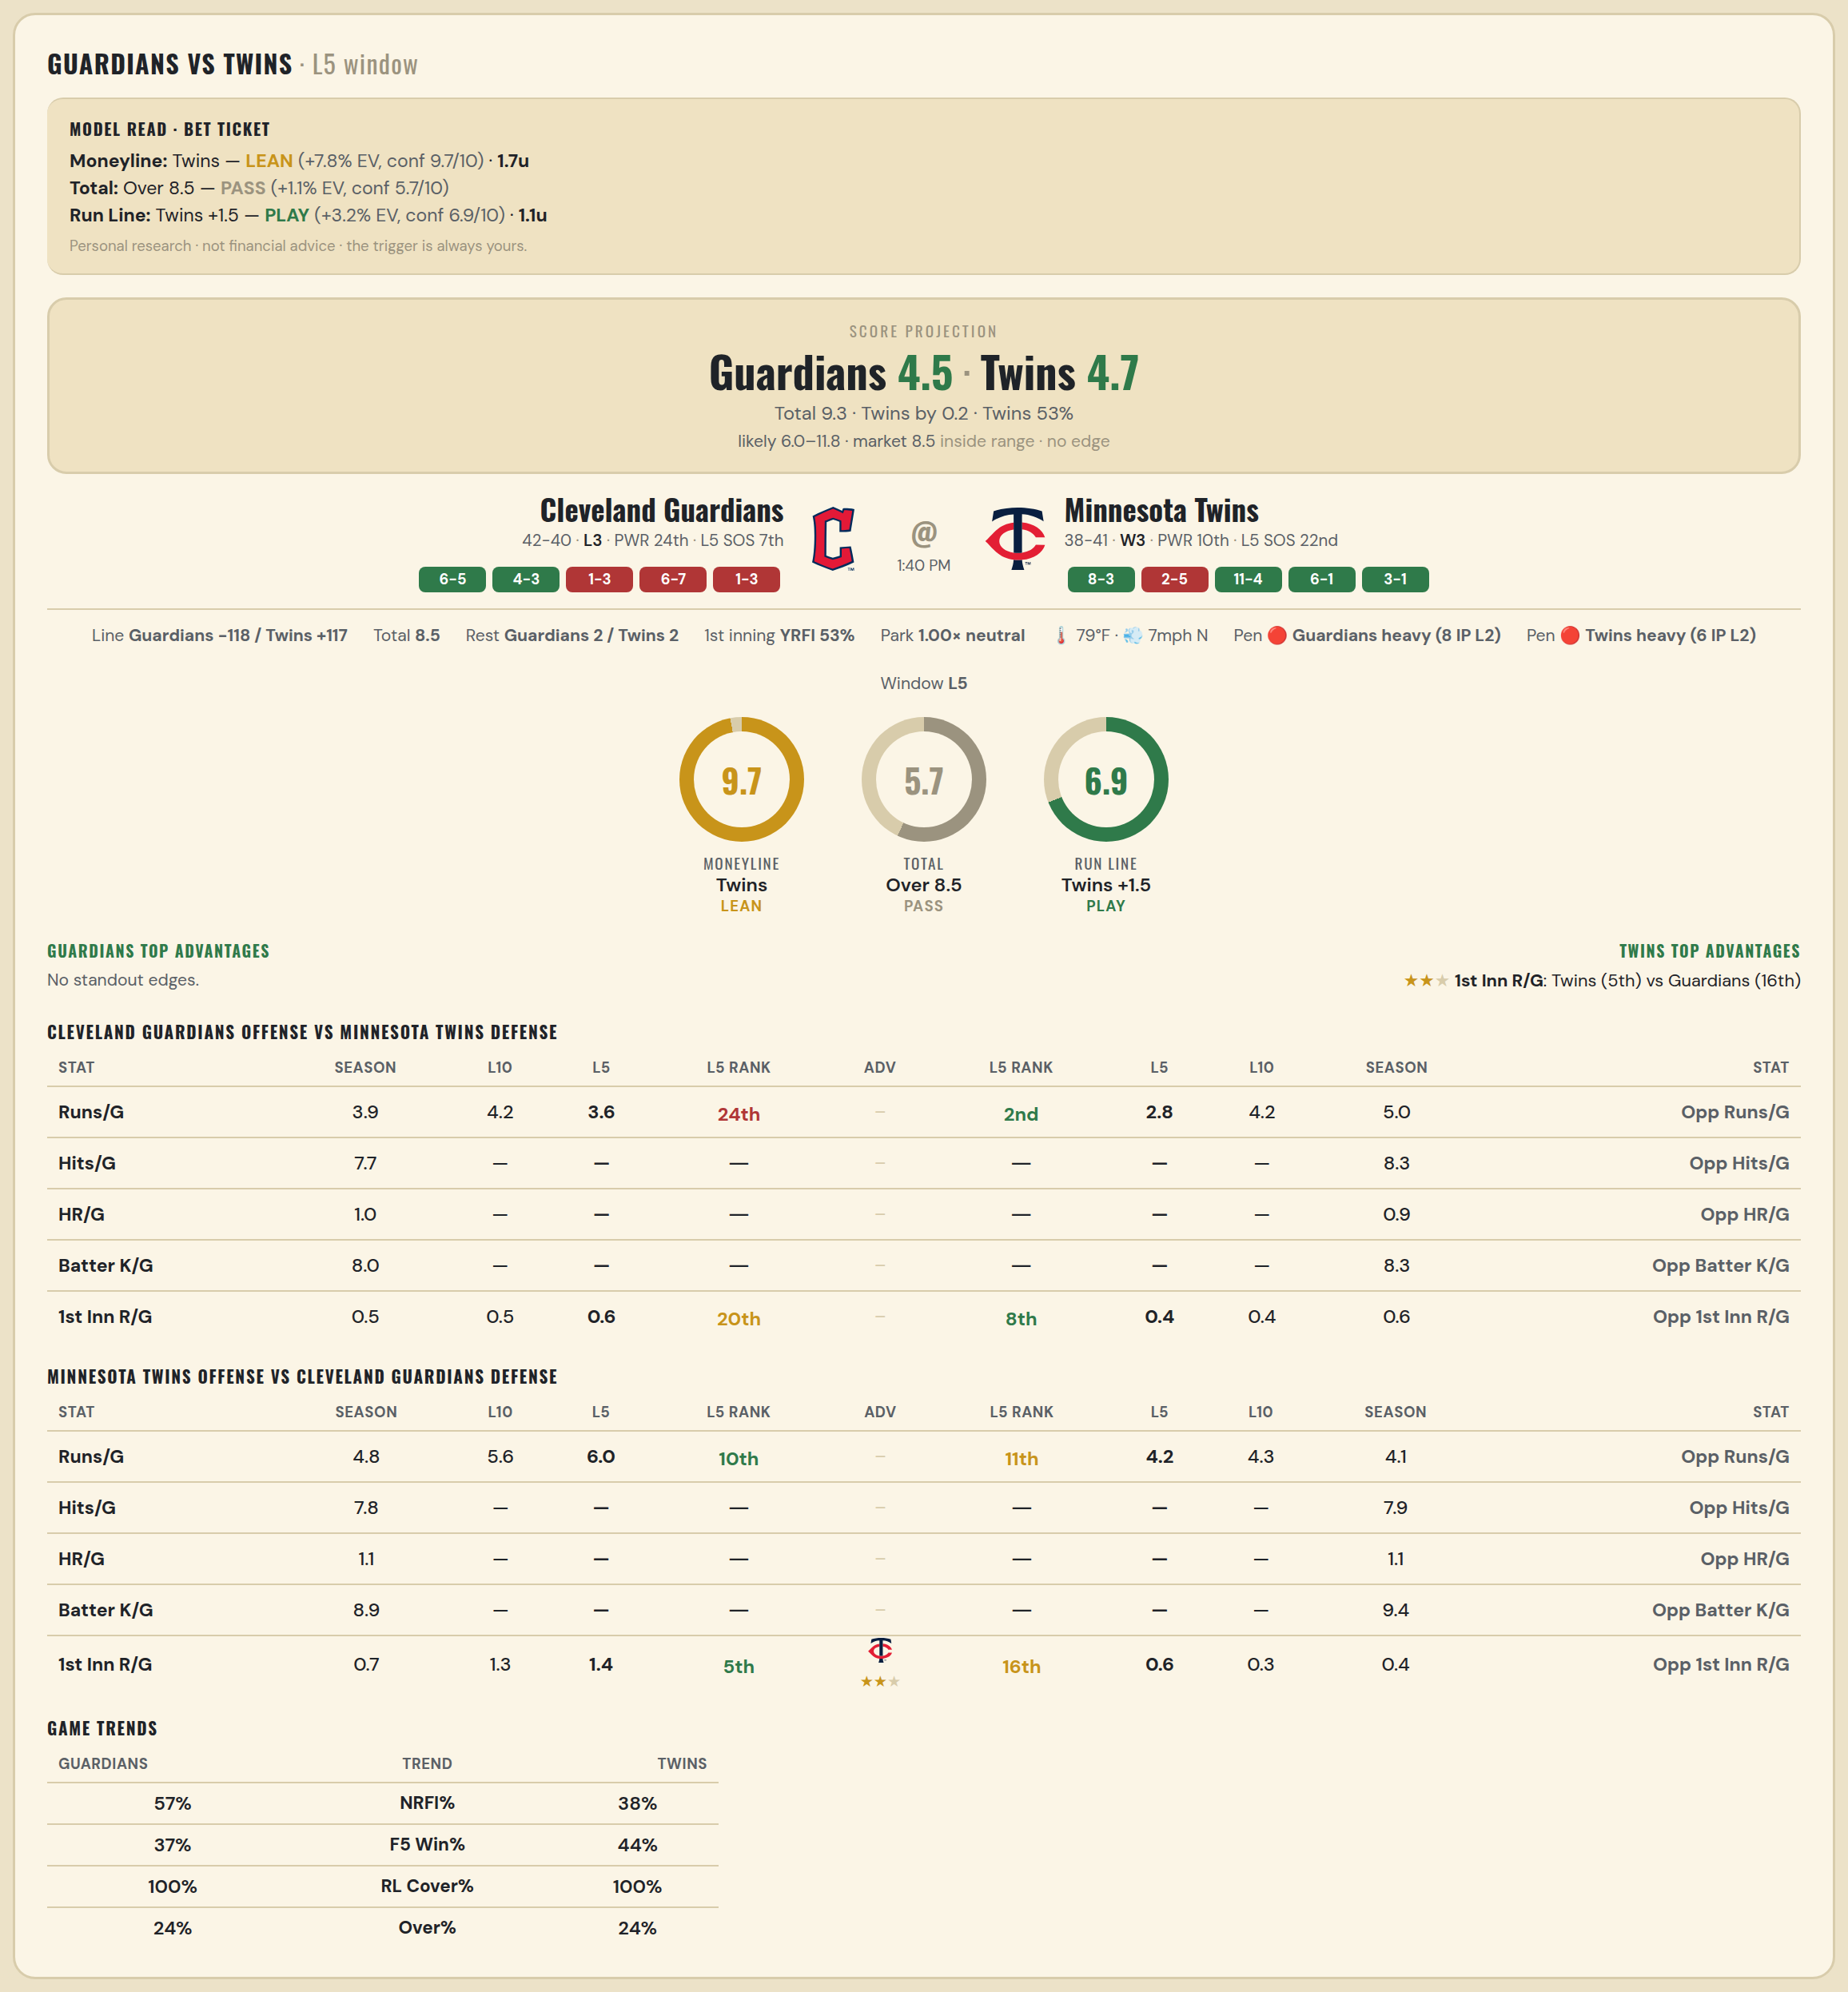 GUARDIANS VS TWINS · L5 window
MODEL READ · BET TICKET
Moneyline: Twins — LEAN (+7.8% EV, conf 9.7/10) · 1.7u
Total: Over 8.5 — PASS (+1.1% EV, conf 5.7/10)
Run Line: Twins +1.5 — PLAY (+3.2% EV, conf 6.9/10) · 1.1u
Personal research · not financial advice · the trigger is always yours.
SCORE PROJECTION
Guardians 4.5 · Twins 4.7
Total 9.3 · Twins by 0.2 · Twins 53%
likely 6.0–11.8 · market 8.5 inside range · no edge
Cleveland Guardians
42-40 · L3 · PWR 24th · L5 SOS 7th
6-5 4-3 1-3 6-7 1-3
@
1:40 PM
Minnesota Twins
38-41 · W3 · PWR 10th · L5 SOS 22nd
8-3 2-5 11-4 6-1 3-1
Line Guardians -118 / Twins +117 Total 8.5 Rest Guardians 2 / Twins 2 1st inning YRFI 53% Park 1.00× neutral 🌡️ 79°F · 💨 7mph N Pen 🔴 Guardians heavy (8 IP L2) Pen 🔴 Twins heavy (6 IP L2)
Window L5
9.7 5.7 6.9
MONEYLINE TOTAL RUN LINE
Twins Over 8.5 Twins +1.5
LEAN PASS PLAY
GUARDIANS TOP ADVANTAGES
No standout edges.
TWINS TOP ADVANTAGES
★★★ 1st Inn R/G: Twins (5th) vs Guardians (16th)
CLEVELAND GUARDIANS OFFENSE VS MINNESOTA TWINS DEFENSE
STAT SEASON L10 L5 L5 RANK ADV L5 RANK L5 L10 SEASON STAT
Runs/G 3.9 4.2 3.6 24th — 2nd 2.8 4.2 5.0 Opp Runs/G
Hits/G 7.7 — — — — — — — 8.3 Opp Hits/G
HR/G 1.0 — — — — — — — 0.9 Opp HR/G
Batter K/G 8.0 — — — — — — — 8.3 Opp Batter K/G
1st Inn R/G 0.5 0.5 0.6 20th — 8th 0.4 0.4 0.6 Opp 1st Inn R/G
MINNESOTA TWINS OFFENSE VS CLEVELAND GUARDIANS DEFENSE
STAT SEASON L10 L5 L5 RANK ADV L5 RANK L5 L10 SEASON STAT
Runs/G 4.8 5.6 6.0 10th — 11th 4.2 4.3 4.1 Opp Runs/G
Hits/G 7.8 — — — — — — — 7.9 Opp Hits/G
HR/G 1.1 — — — — — — — 1.1 Opp HR/G
Batter K/G 8.9 — — — — — — — 9.4 Opp Batter K/G
1st Inn R/G 0.7 1.3 1.4 5th ★★★ 16th 0.6 0.3 0.4 Opp 1st Inn R/G
GAME TRENDS
GUARDIANS TREND TWINS
57% NRFI% 38%
37% F5 Win% 44%
100% RL Cover% 100%
24% Over% 24%